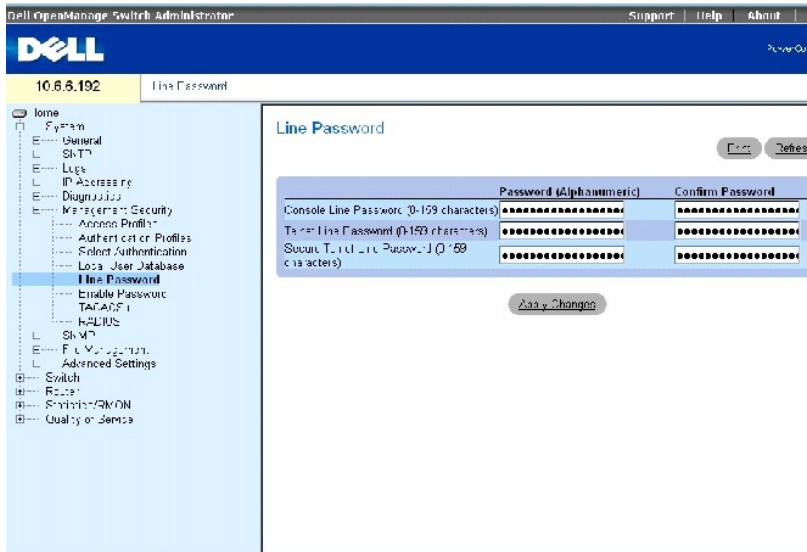 Dell OpenManage Switch Administrator
Support | Help | About |
DELL
10.6.6.192
Line Password
Home
System
General
SNTP
Logs
IP Addressing
Diagnostics
Management Security
Access Profiles
Authentication Profiles
Select Authentication
Local User Database
Line Password
Enable Password
TACACS+
RADIUS
SNMP
File Management
Advanced Settings
Switch
Router
Statistics/RMON
Quality of Service
Line Password
Print Refres
Password (Alphanumeric) Confirm Password
Console Line Password (0-159 characters)
Telnet Line Password (0-159 characters)
Secure Telnet Line Password (0-159
characters)
Apply Changes